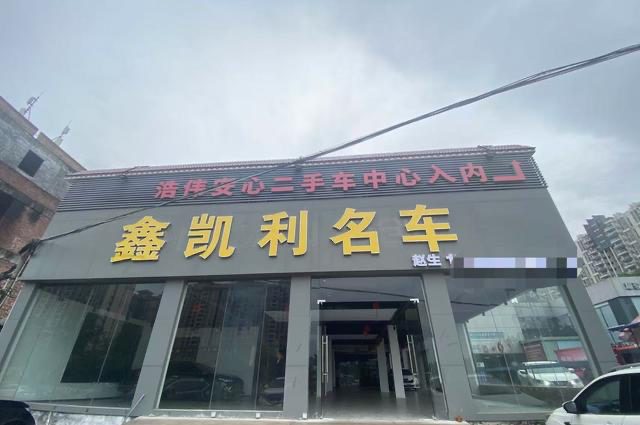 浩伟安心二手车中心入内
鑫凯利名车
赵生